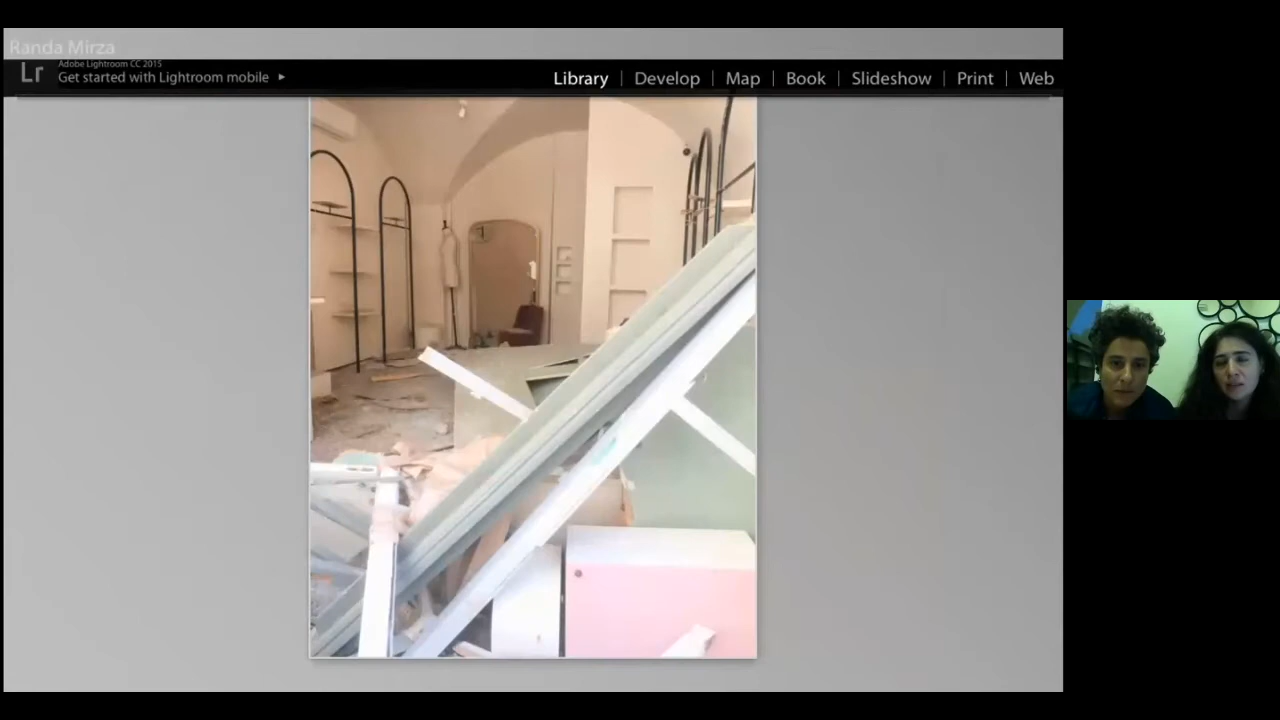 Randa Mirza
Lr
Adobe Lightroom CC 2015
Get started with Lightroom mobile ▸
Library | Develop | Map | Book | Slideshow | Print | Web